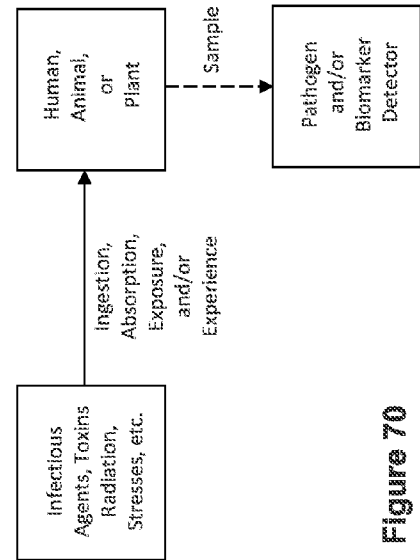 Infectious
Agents, Toxins
Radiation,
Stresses, etc.
Ingestion,
Absorption,
Exposure,
and/or
Experience
Human,
Animal,
or
Plant
Sample
Pathogen
and/or
Biomarker
Detector
Figure 70